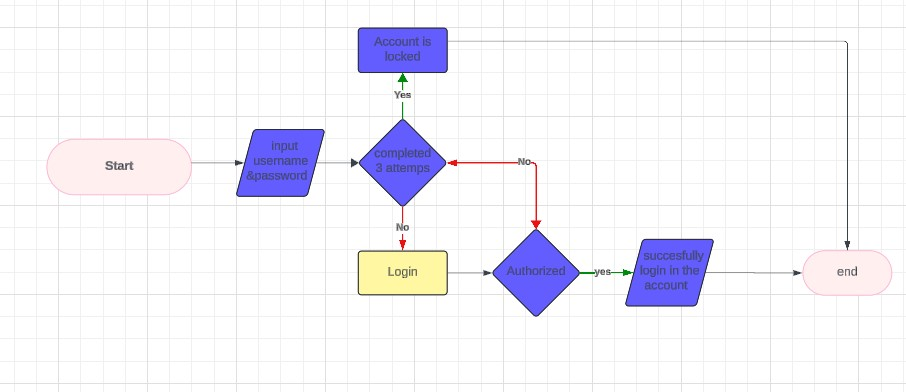 Account is
locked
Yes
Start
input
username
&password
completed
3 attemps
No
No
Login
Authorized
yes
succesfully
login in the
account
end